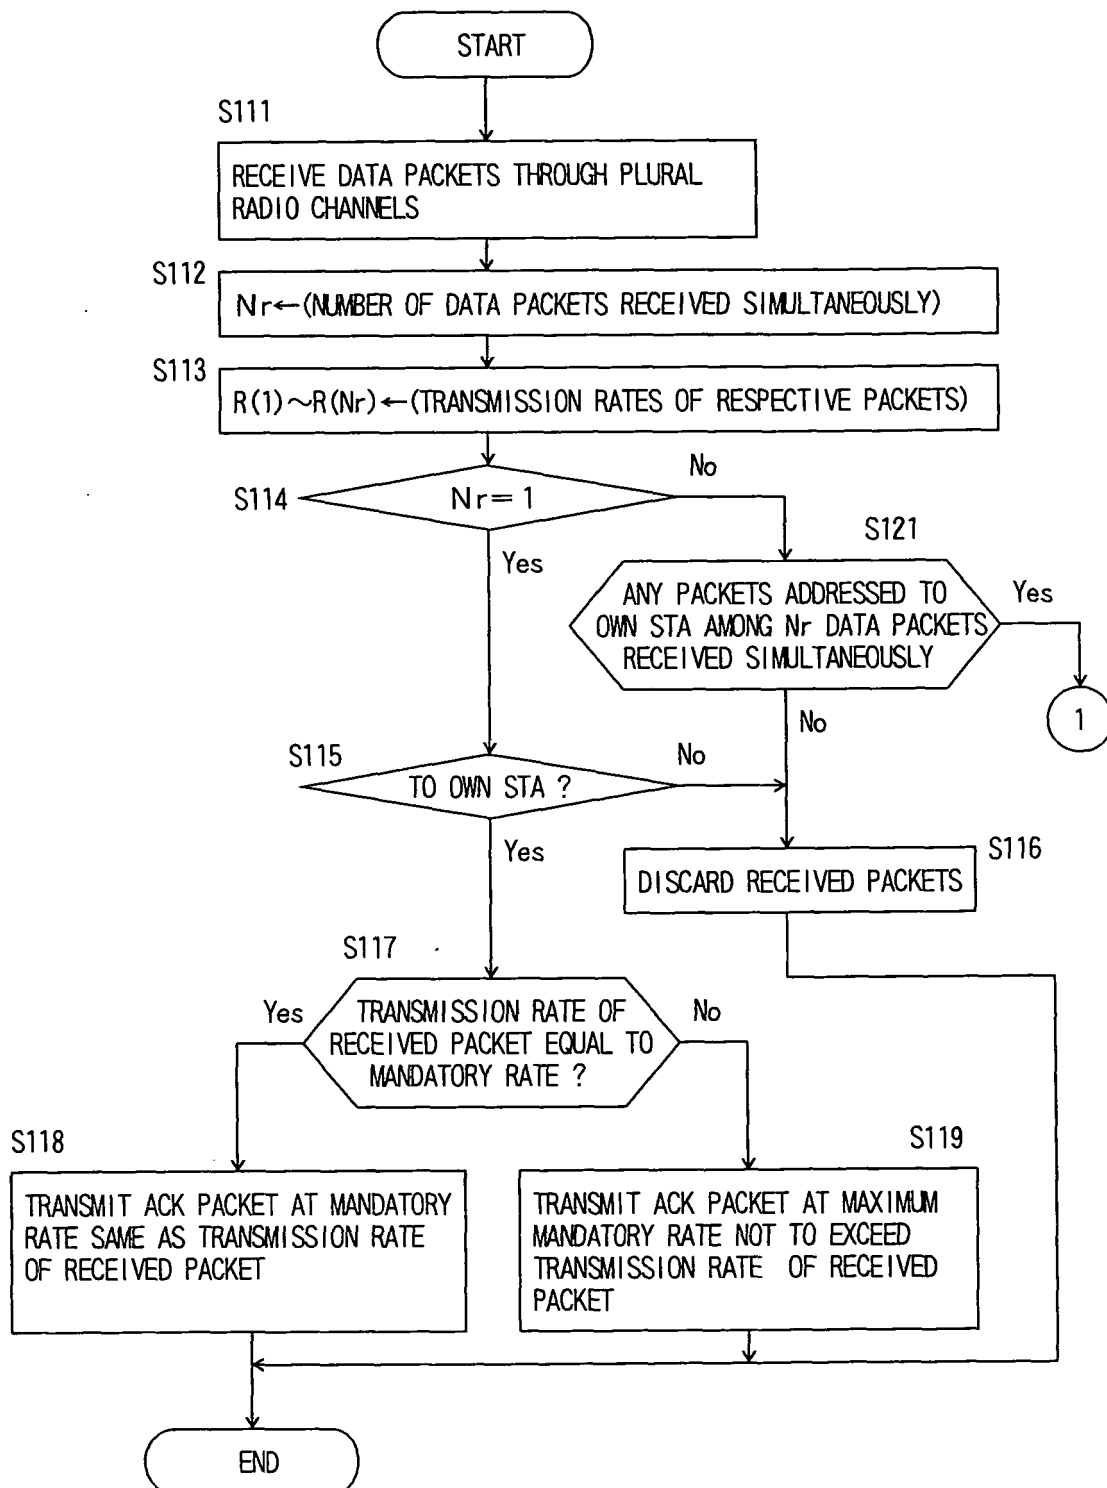 START
S111
RECEIVE DATA PACKETS THROUGH PLURAL
RADIO CHANNELS
S112
Nr←(NUMBER OF DATA PACKETS RECEIVED SIMULTANEOUSLY)
S113
R(1)~R(Nr)←(TRANSMISSION RATES OF RESPECTIVE PACKETS)
S114
Nr=1
No
Yes
S121
ANY PACKETS ADDRESSED TO
OWN STA AMONG Nr DATA PACKETS
RECEIVED SIMULTANEOUSLY
Yes
1
No
S115
TO OWN STA ?
No
Yes
S116
DISCARD RECEIVED PACKETS
S117
TRANSMISSION RATE OF
RECEIVED PACKET EQUAL TO
MANDATORY RATE ?
Yes
No
S118
TRANSMIT ACK PACKET AT MANDATORY
RATE SAME AS TRANSMISSION RATE
OF RECEIVED PACKET
S119
TRANSMIT ACK PACKET AT MAXIMUM
MANDATORY RATE NOT TO EXCEED
TRANSMISSION RATE OF RECEIVED
PACKET
END